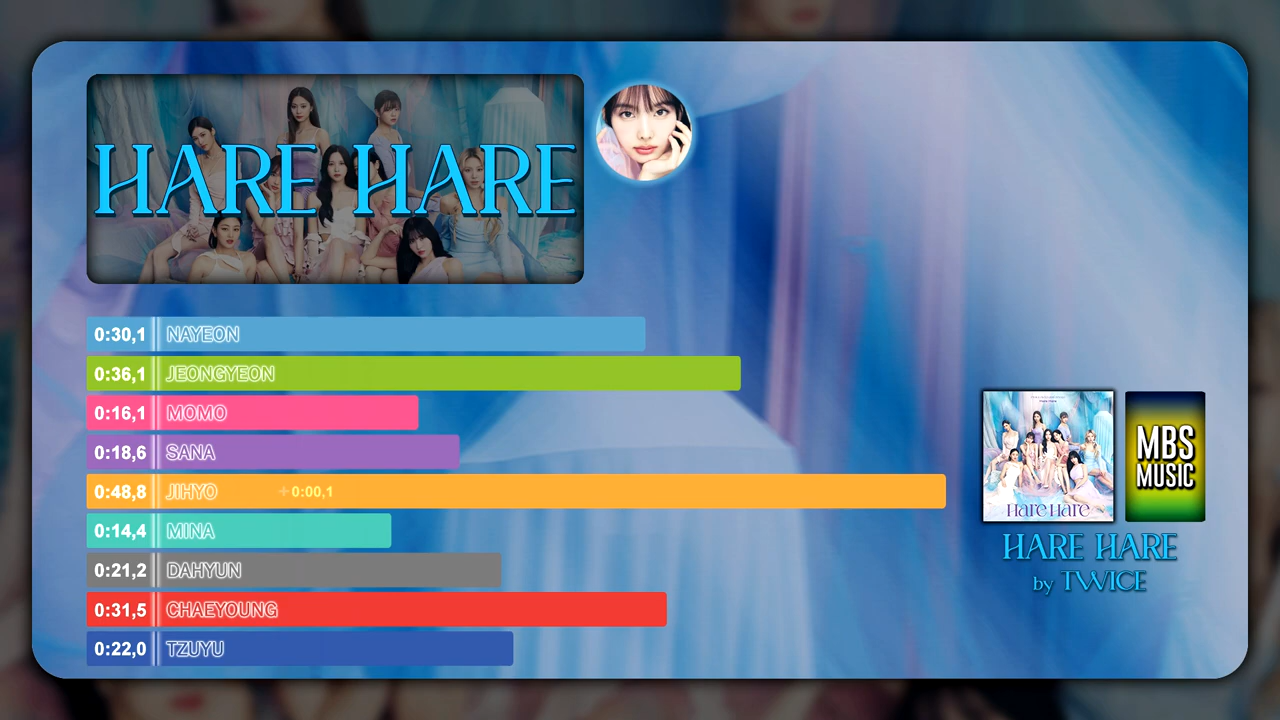 HARE HARE
0:30,1 NAYEON
0:36,1 JEONGYEON
0:16,1 MOMO
0:18,6 SANA
0:48,8 JIHYO +0:00,1
0:14,4 MINA
0:21,2 DAHYUN
0:31,5 CHAEYOUNG
0:22,0 TZUYU
Hare Hare
MBS
MUSIC
HARE HARE
by TWICE